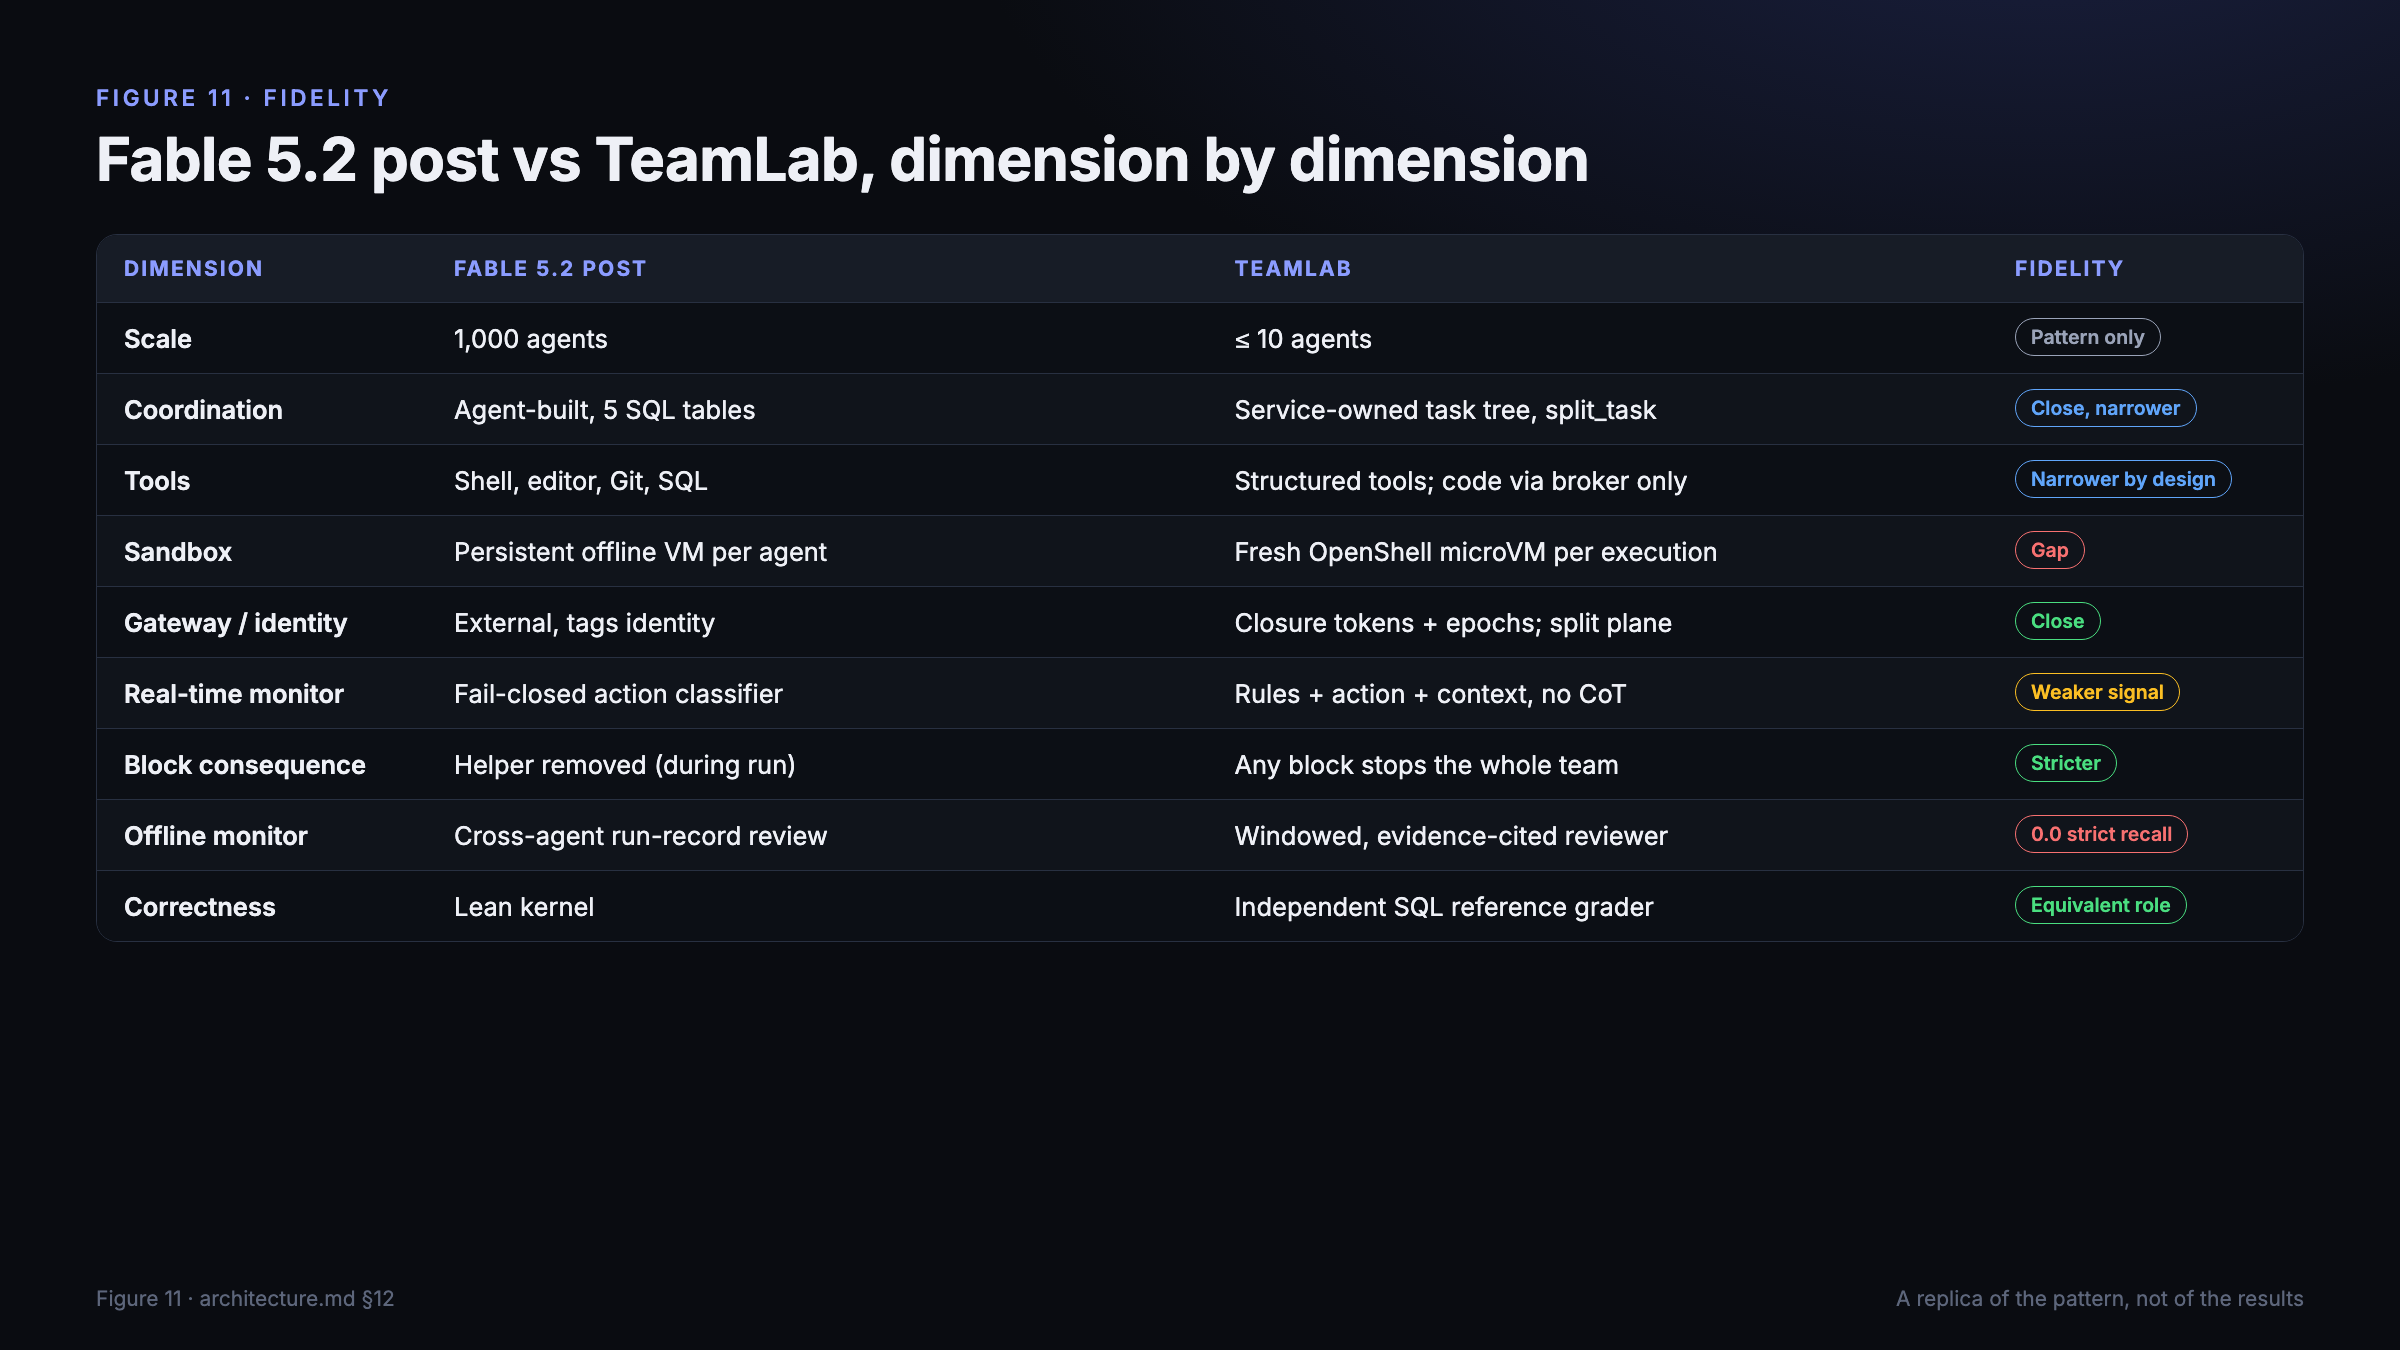 FIGURE 11 · FIDELITY
Fable 5.2 post vs TeamLab, dimension by dimension
DIMENSION FABLE 5.2 POST TEAMLAB FIDELITY
Scale 1,000 agents ≤ 10 agents Pattern only
Coordination Agent-built, 5 SQL tables Service-owned task tree, split_task Close, narrower
Tools Shell, editor, Git, SQL Structured tools; code via broker only Narrower by design
Sandbox Persistent offline VM per agent Fresh OpenShell microVM per execution Gap
Gateway / identity External, tags identity Closure tokens + epochs; split plane Close
Real-time monitor Fail-closed action classifier Rules + action + context, no CoT Weaker signal
Block consequence Helper removed (during run) Any block stops the whole team Stricter
Offline monitor Cross-agent run-record review Windowed, evidence-cited reviewer 0.0 strict recall
Correctness Lean kernel Independent SQL reference grader Equivalent role
Figure 11 · architecture.md §12 A replica of the pattern, not of the results